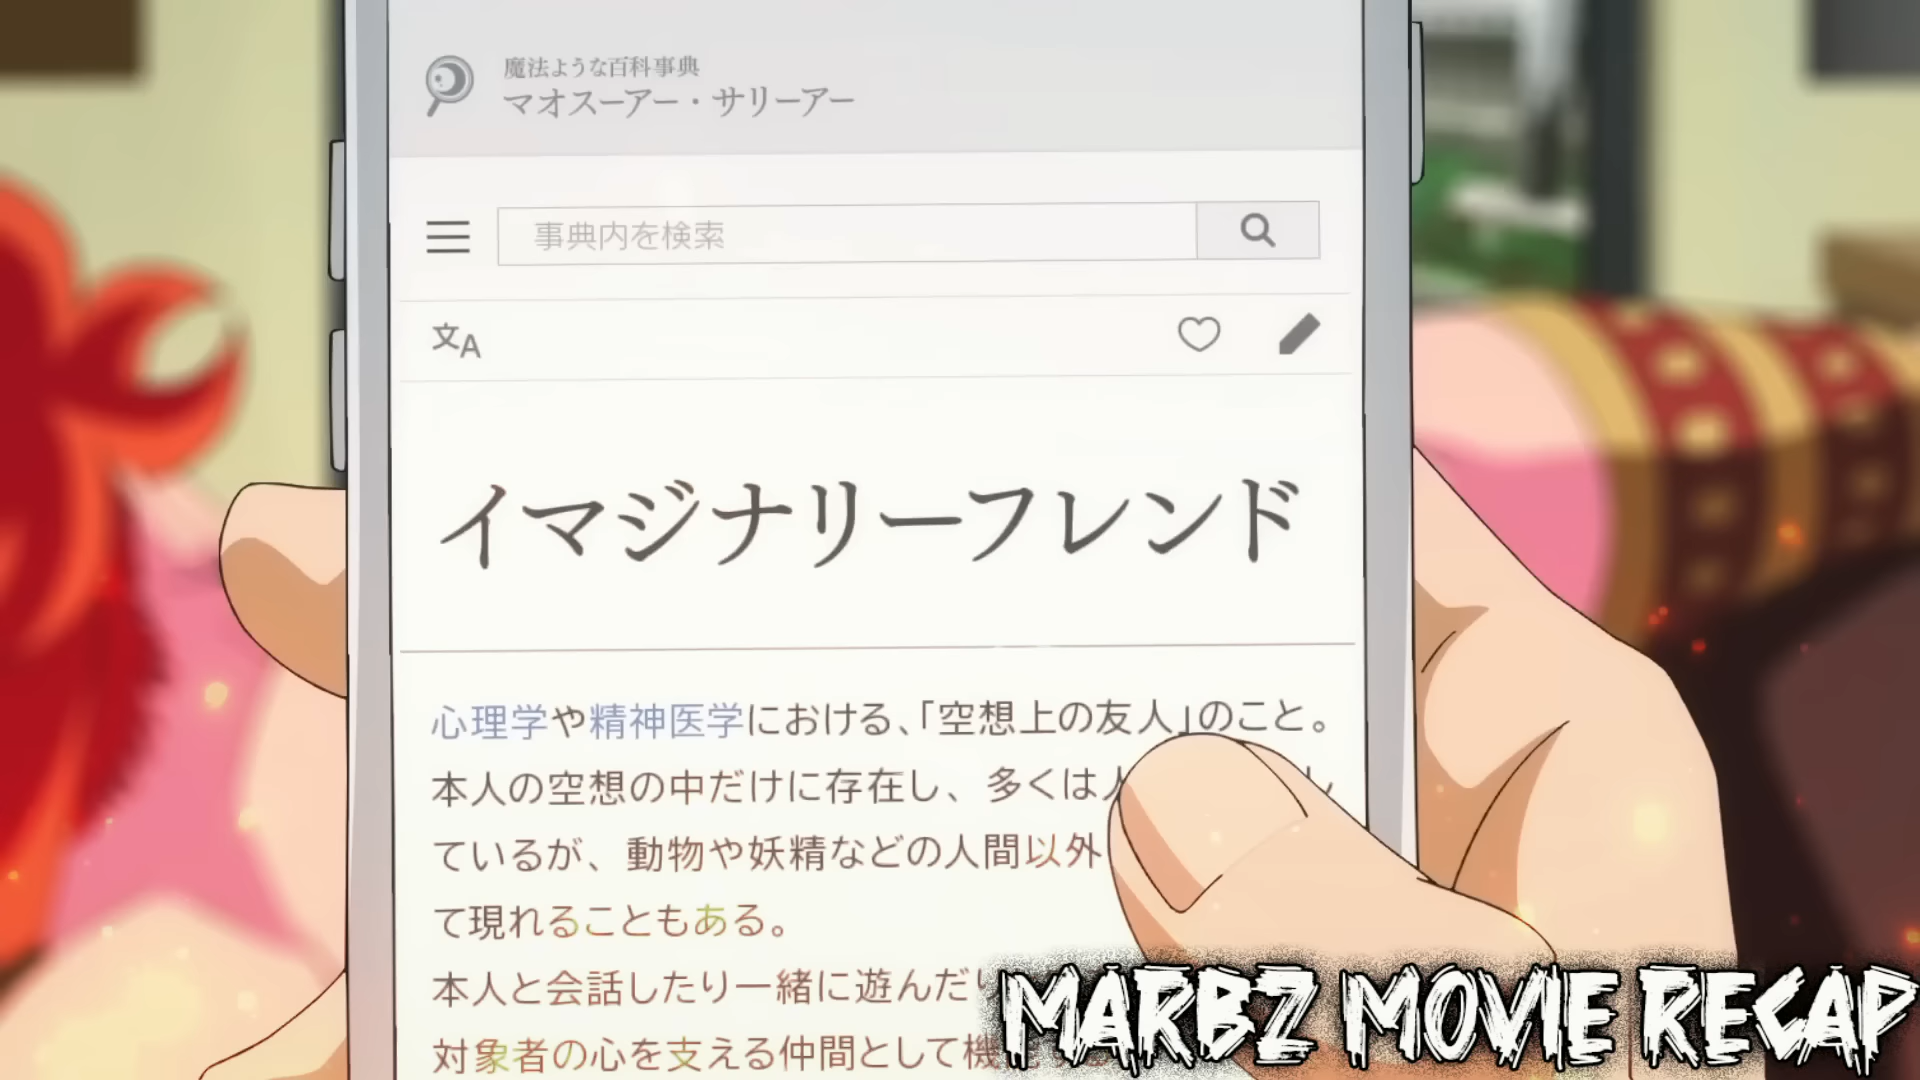 魔法ような百科事典
マオスーアー・サリーアー
事典内を検索
文A
イマジナリーフレンド
心理学や精神医学における、「空想上の友人」のこと。
本人の空想の中だけに存在し、多くは人
ているが、動物や妖精などの人間以外
て現れることもある。
本人と会話したり一緒に遊んだり
対象者の心を支える仲間として機
MARBZ MOVIE RECAP